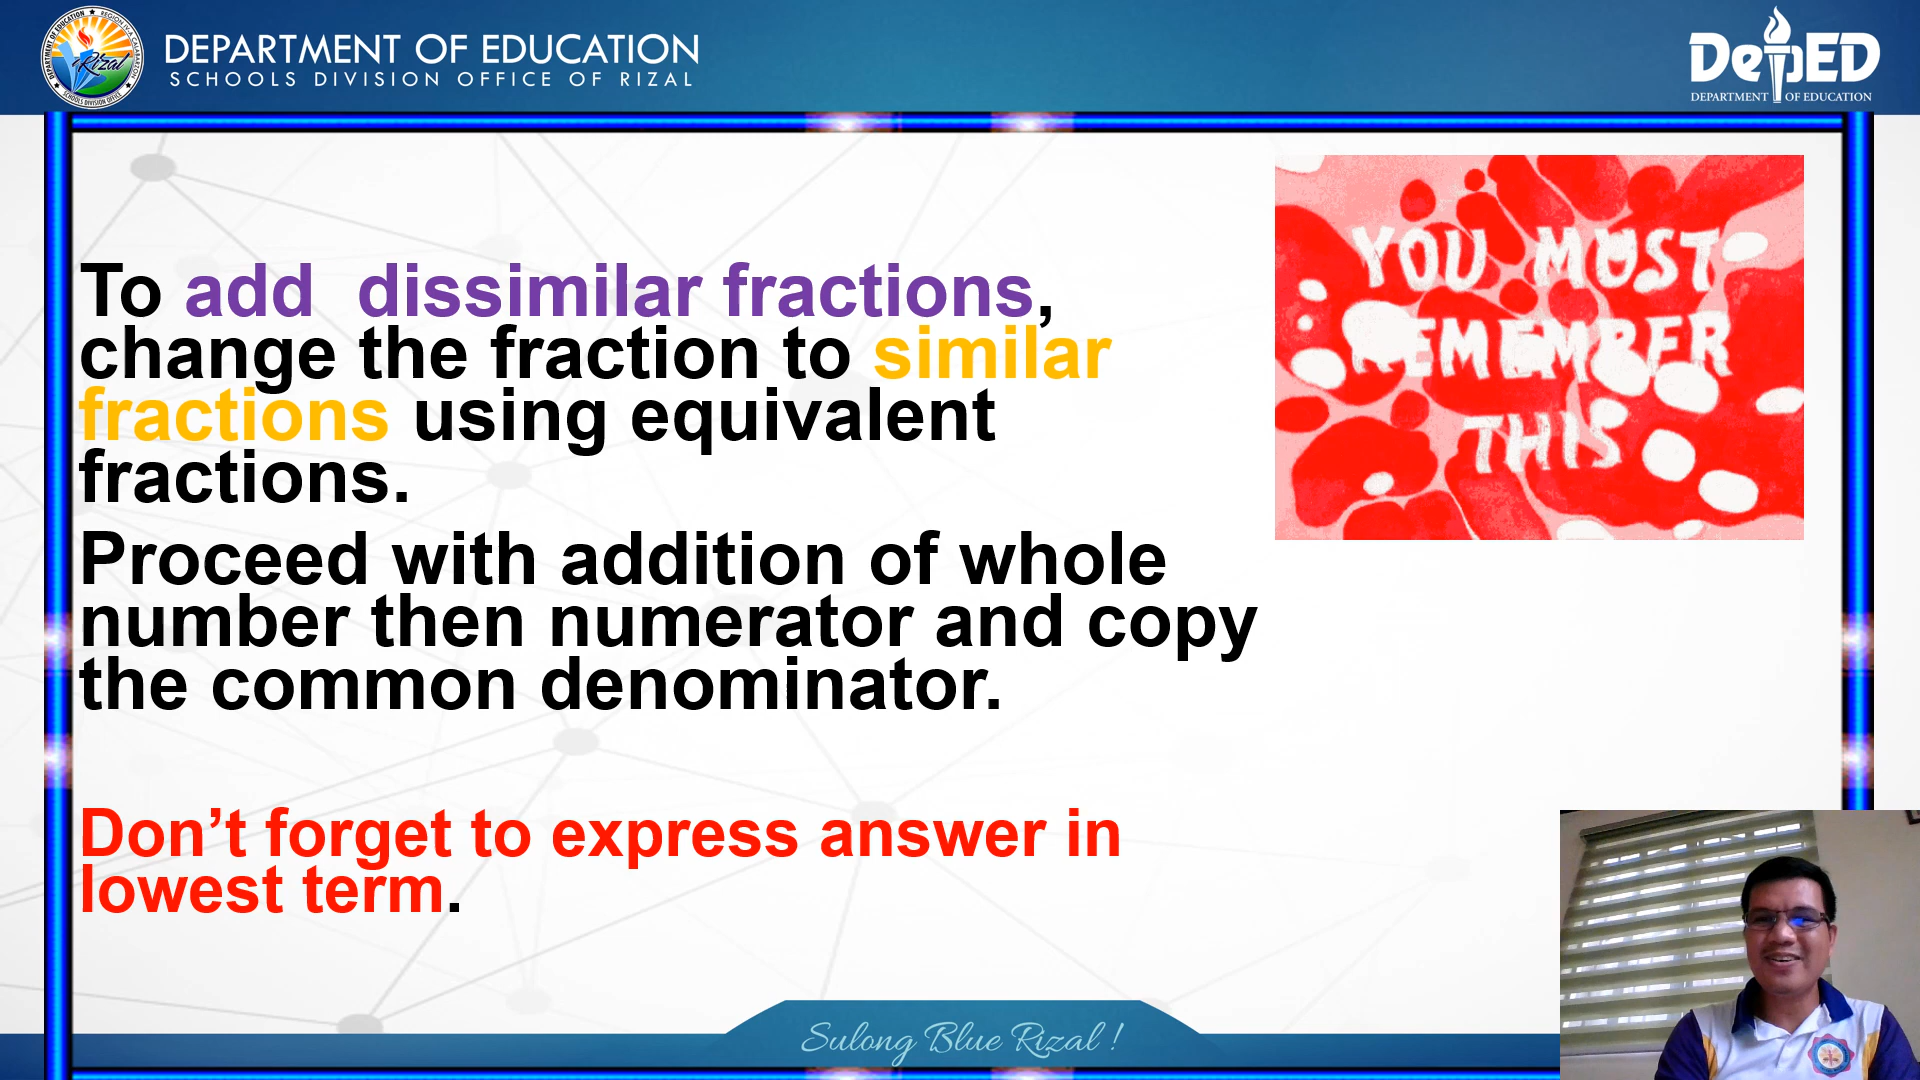 DEPARTMENT OF EDUCATION
SCHOOLS DIVISION OFFICE OF RIZAL
Rizal
DepED
DEPARTMENT OF EDUCATION
YOU MUST
REMEMBER
THIS
To add dissimilar fractions,
change the fraction to similar
fractions using equivalent
fractions.
Proceed with addition of whole
number then numerator and copy
the common denominator.
Don’t forget to express answer in
lowest term.
Sulong Blue Rizal !